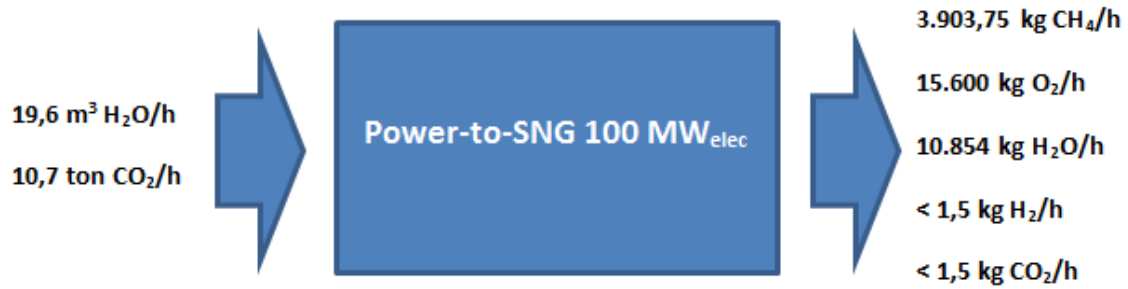 19,6 m³ H₂O/h
10,7 ton CO₂/h
Power-to-SNG 100 MWₑₗₑc
3.903,75 kg CH₄/h
15.600 kg O₂/h
10.854 kg H₂O/h
< 1,5 kg H₂/h
< 1,5 kg CO₂/h